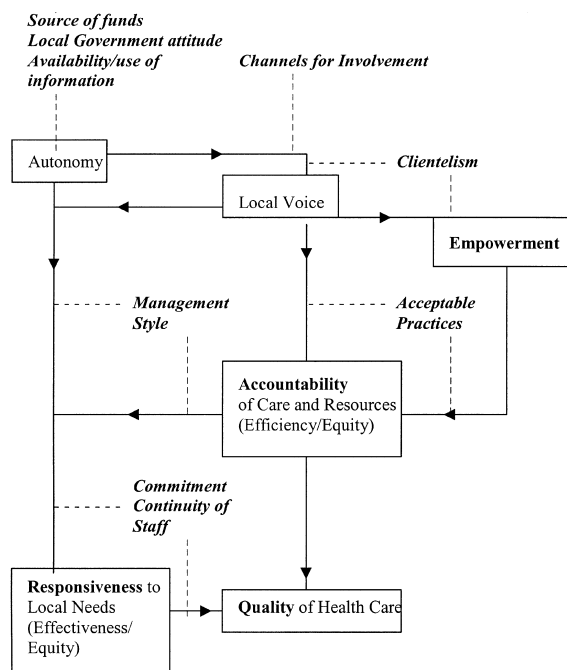 Source of funds
Local Government attitude
Availability/use of
information
Channels for Involvement
Autonomy
Clientelism
Local Voice
Empowerment
Management
Style
Acceptable
Practices
Accountability
of Care and Resources
(Efficiency/Equity)
Commitment
Continuity of
Staff
Responsiveness to
Local Needs
(Effectiveness/
Equity)
Quality of Health Care